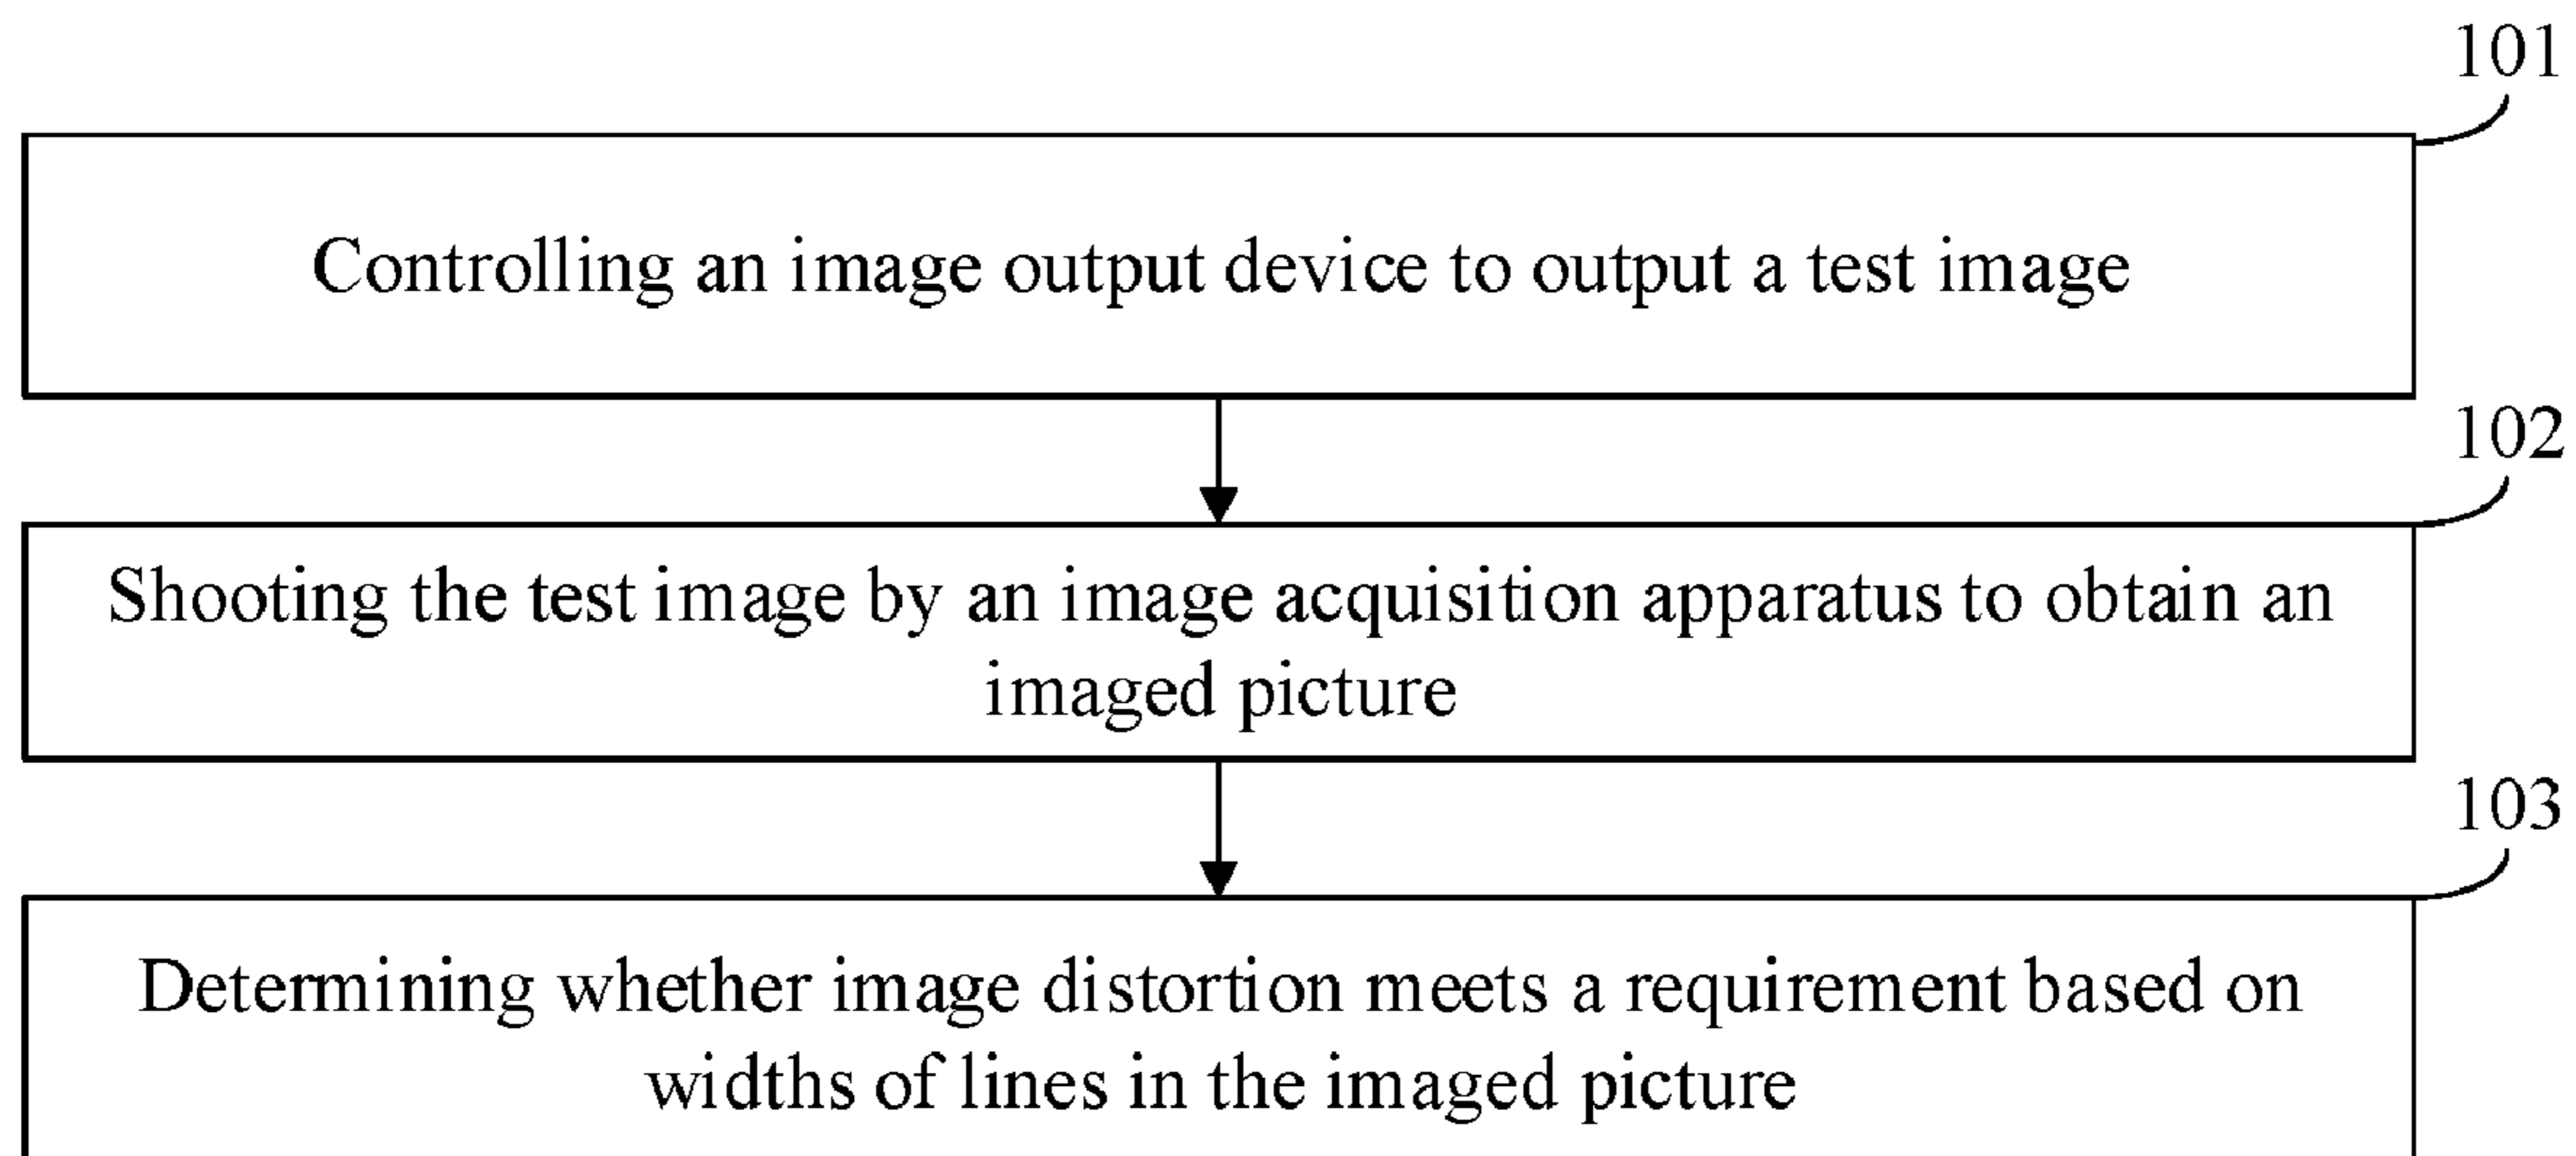 101
Controlling an image output device to output a test image
102
Shooting the test image by an image acquisition apparatus to obtain an
imaged picture
103
Determining whether image distortion meets a requirement based on
widths of lines in the imaged picture